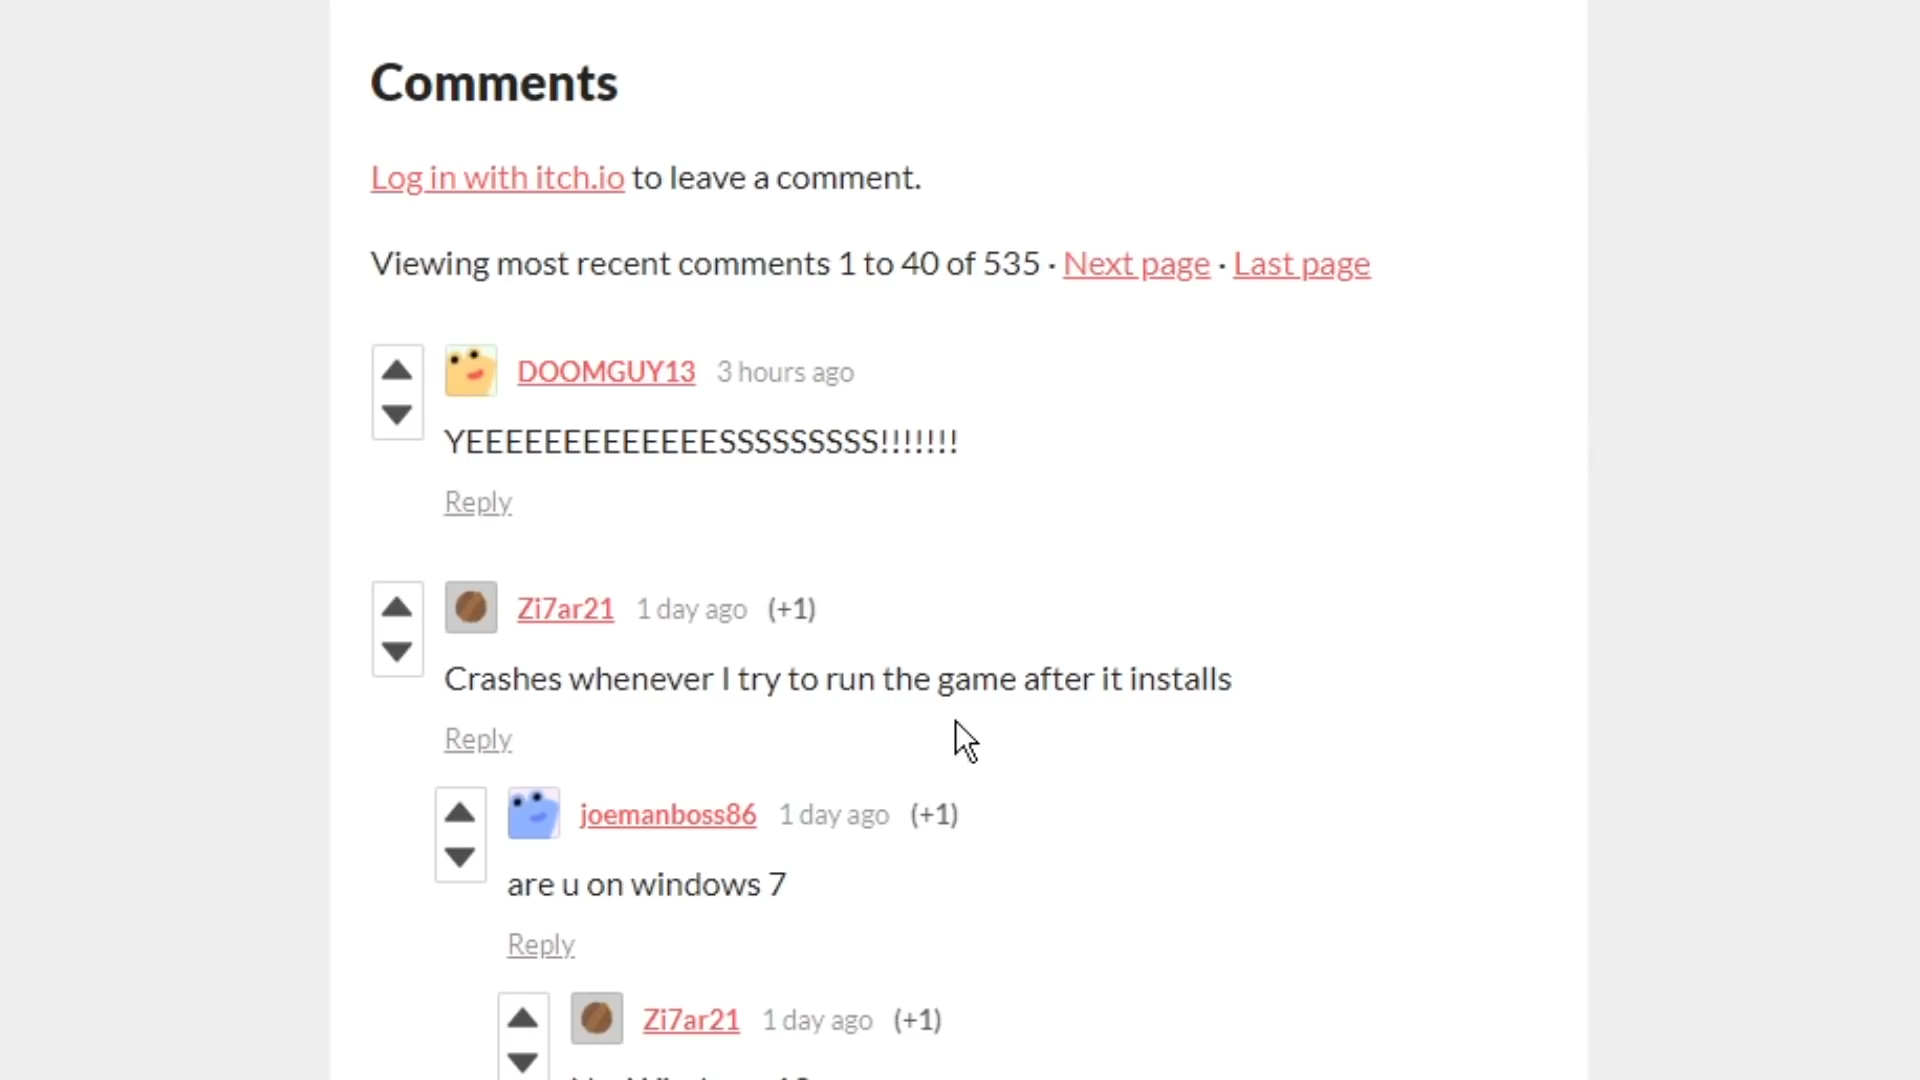 Comments
Log in with itch.io to leave a comment.
Viewing most recent comments 1 to 40 of 535 · Next page · Last page
DOOMGUY13 3 hours ago
YEEEEEEEEEEEEESSSSSSSSS!!!!!!!
Reply
Zi7ar21 1 day ago (+1)
Crashes whenever I try to run the game after it installs
Reply
joemanboss86 1 day ago (+1)
are u on windows 7
Reply
Zi7ar21 1 day ago (+1)